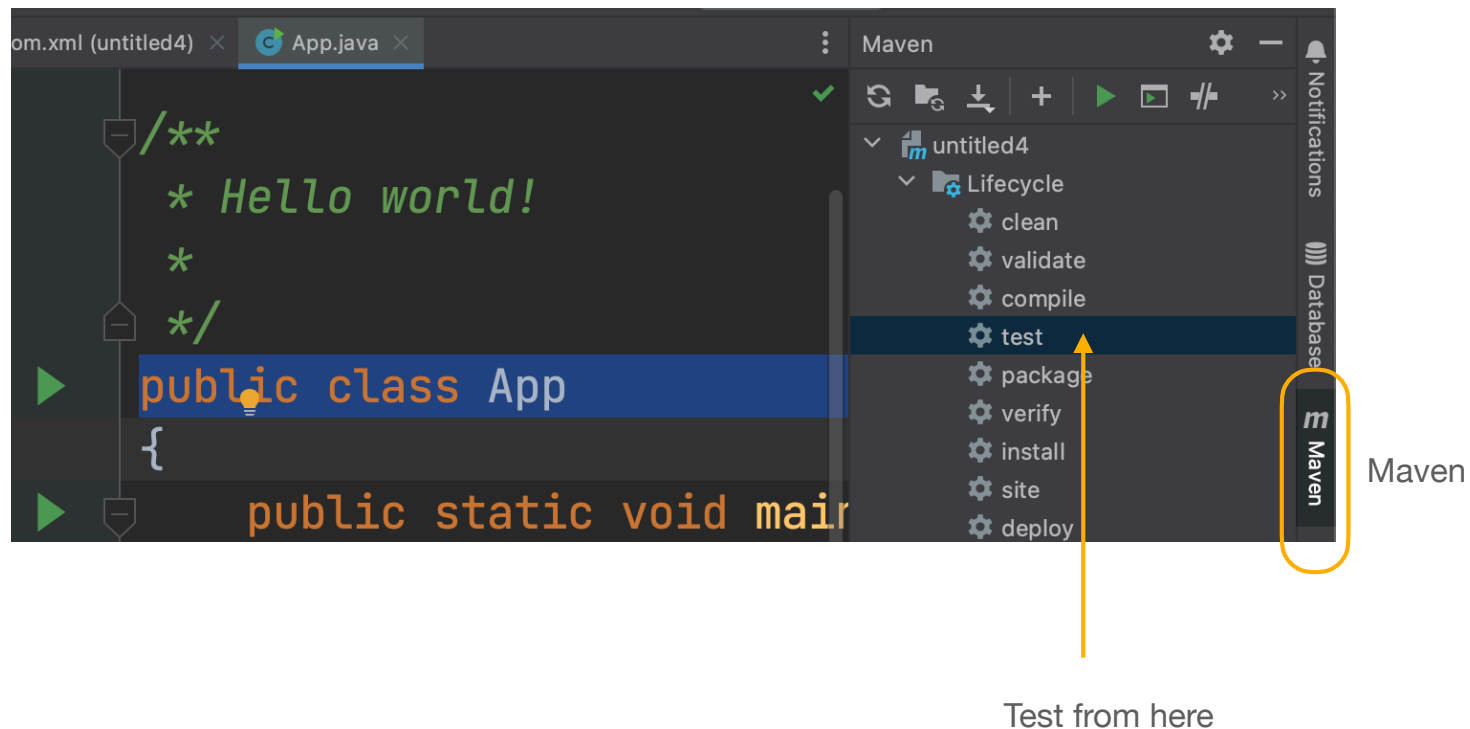 om.xml (untitled4)
App.java
Maven
Notifications
/**
* Hello world!
*
*/
public class App
{
public static void main
untitled4
Lifecycle
clean
validate
compile
test
package
verify
install
site
deploy
Database
m Maven
Maven
Test from here